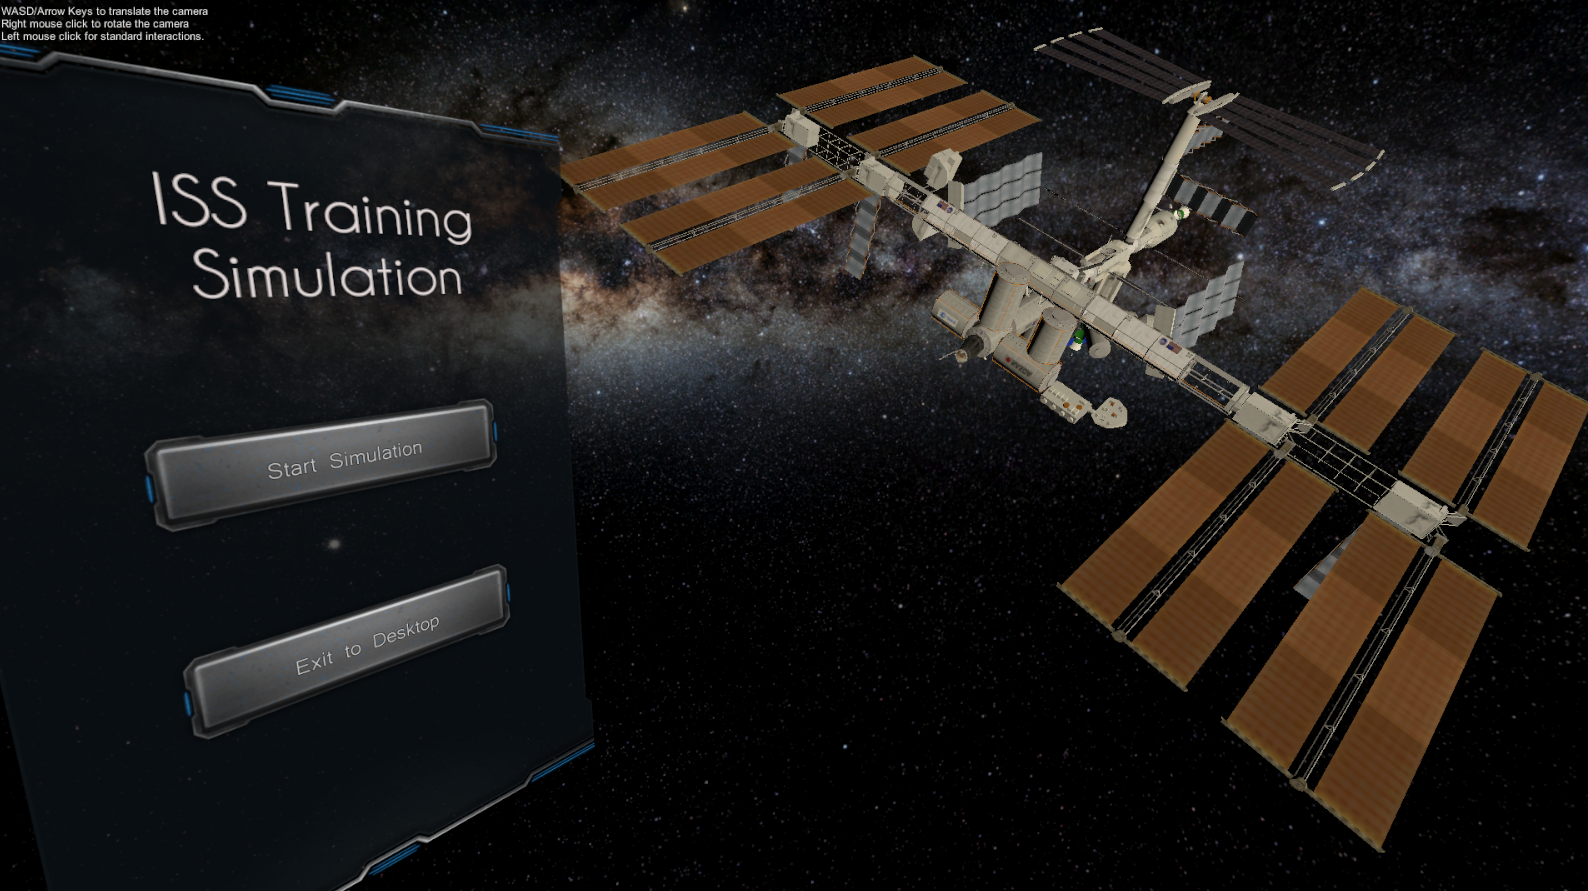 WASD/Arrow Keys to translate the camera
Right mouse click to rotate the camera
Left mouse click for standard interactions.
ISS Training
Simulation
Start Simulation
Exit to Desktop